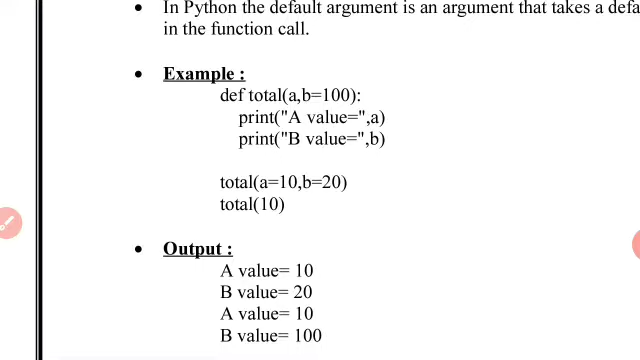 • In Python the default argument is an argument that takes a defa
in the function call.
• Example :
def total(a,b=100):
print("A value=",a)
print("B value=",b)
total(a=10,b=20)
total(10)
• Output :
A value= 10
B value= 20
A value= 10
B value= 100